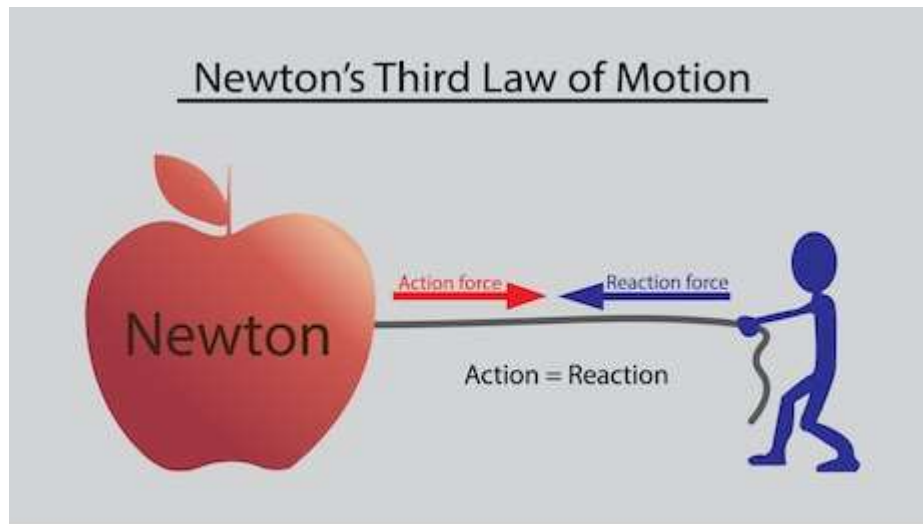 Newton's Third Law of Motion
Action force
Reaction force
Newton
Action = Reaction